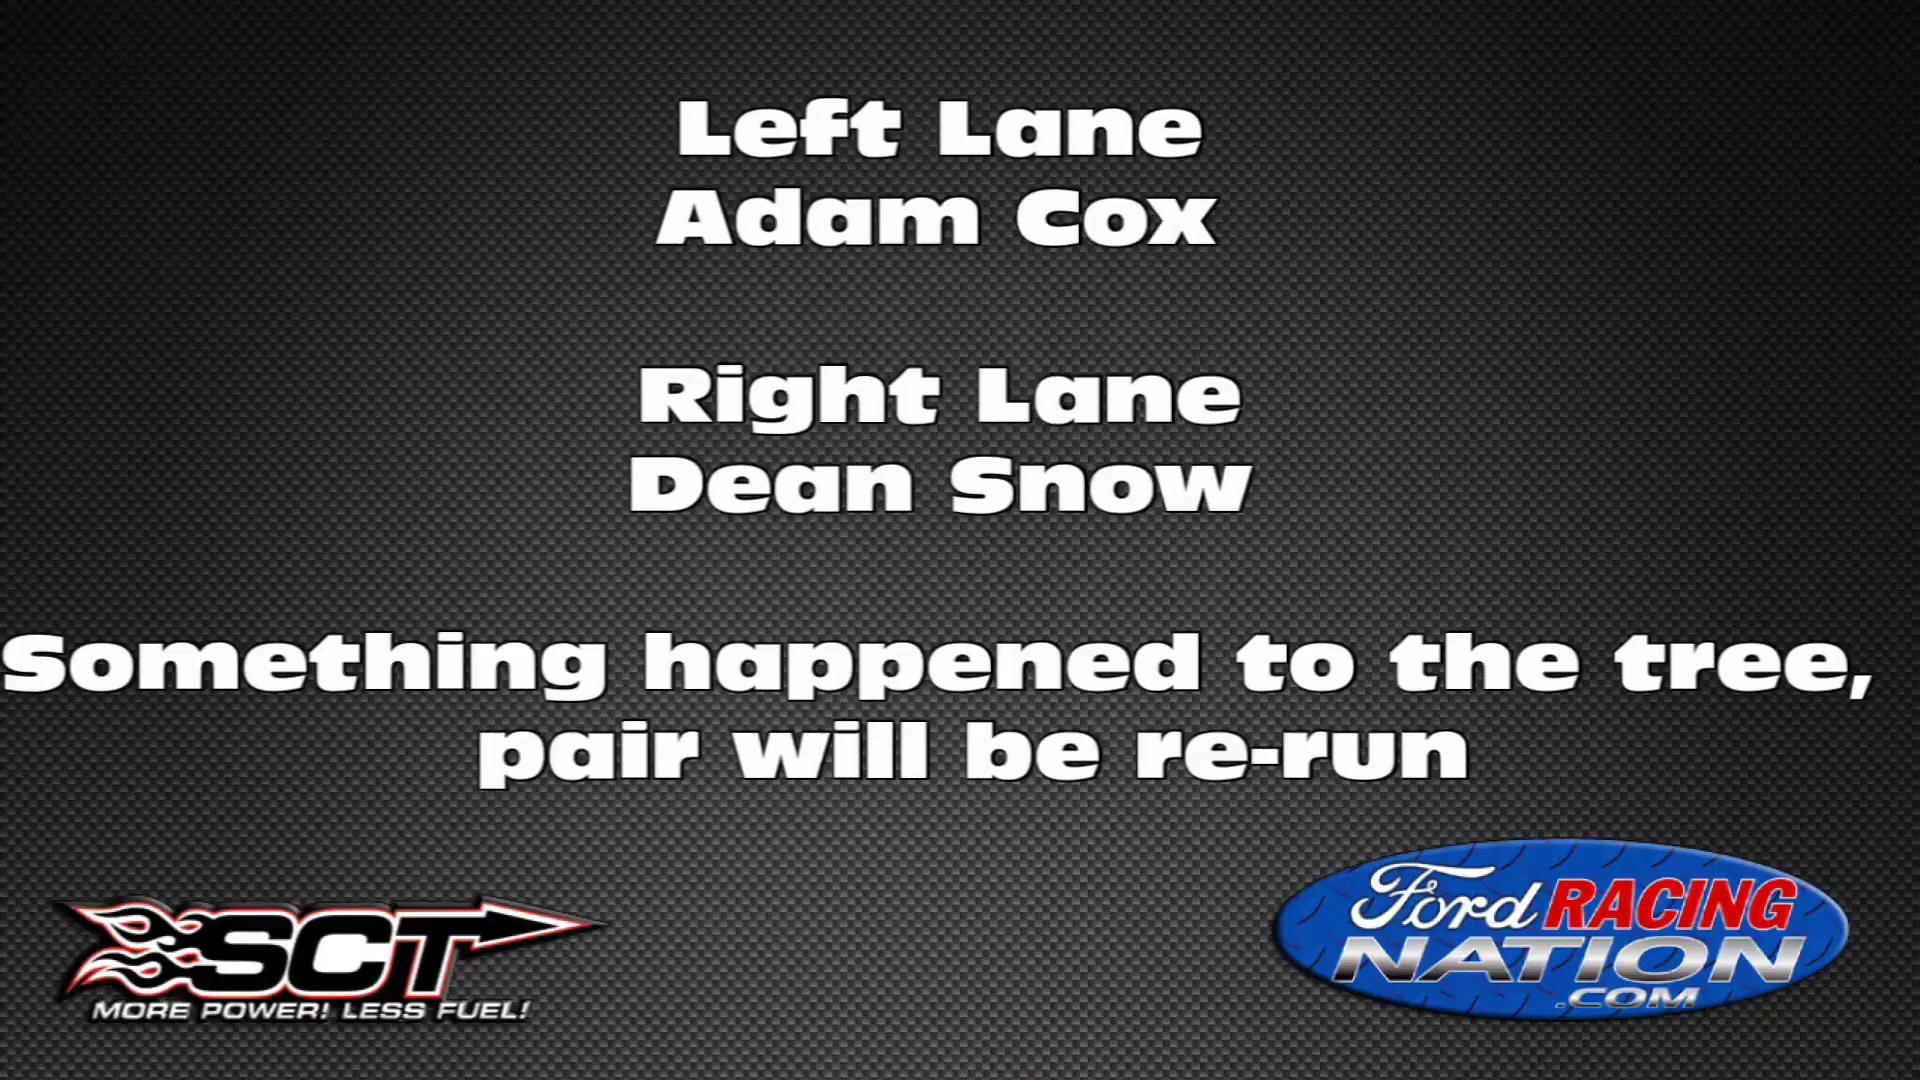 Left Lane
Adam Cox
Right Lane
Dean Snow
Something happened to the tree,
pair will be re-run
SCT
MORE POWER! LESS FUEL!
Ford RACING
NATION
.COM